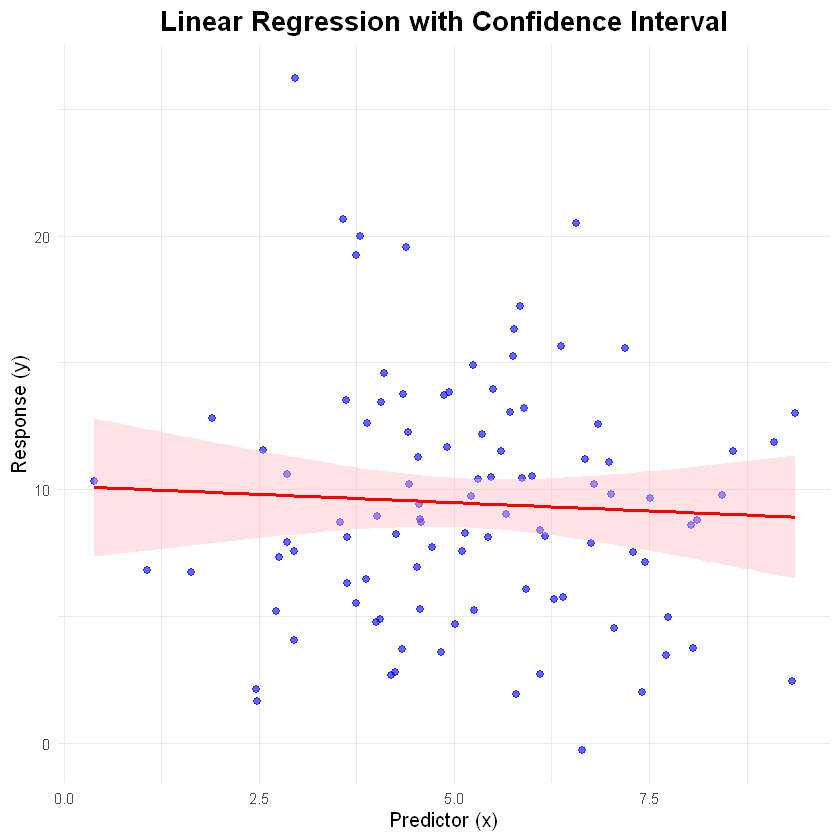 Linear Regression with Confidence Interval
Response (y)
20
10
0
0.0 2.5 5.0 7.5
Predictor (x)